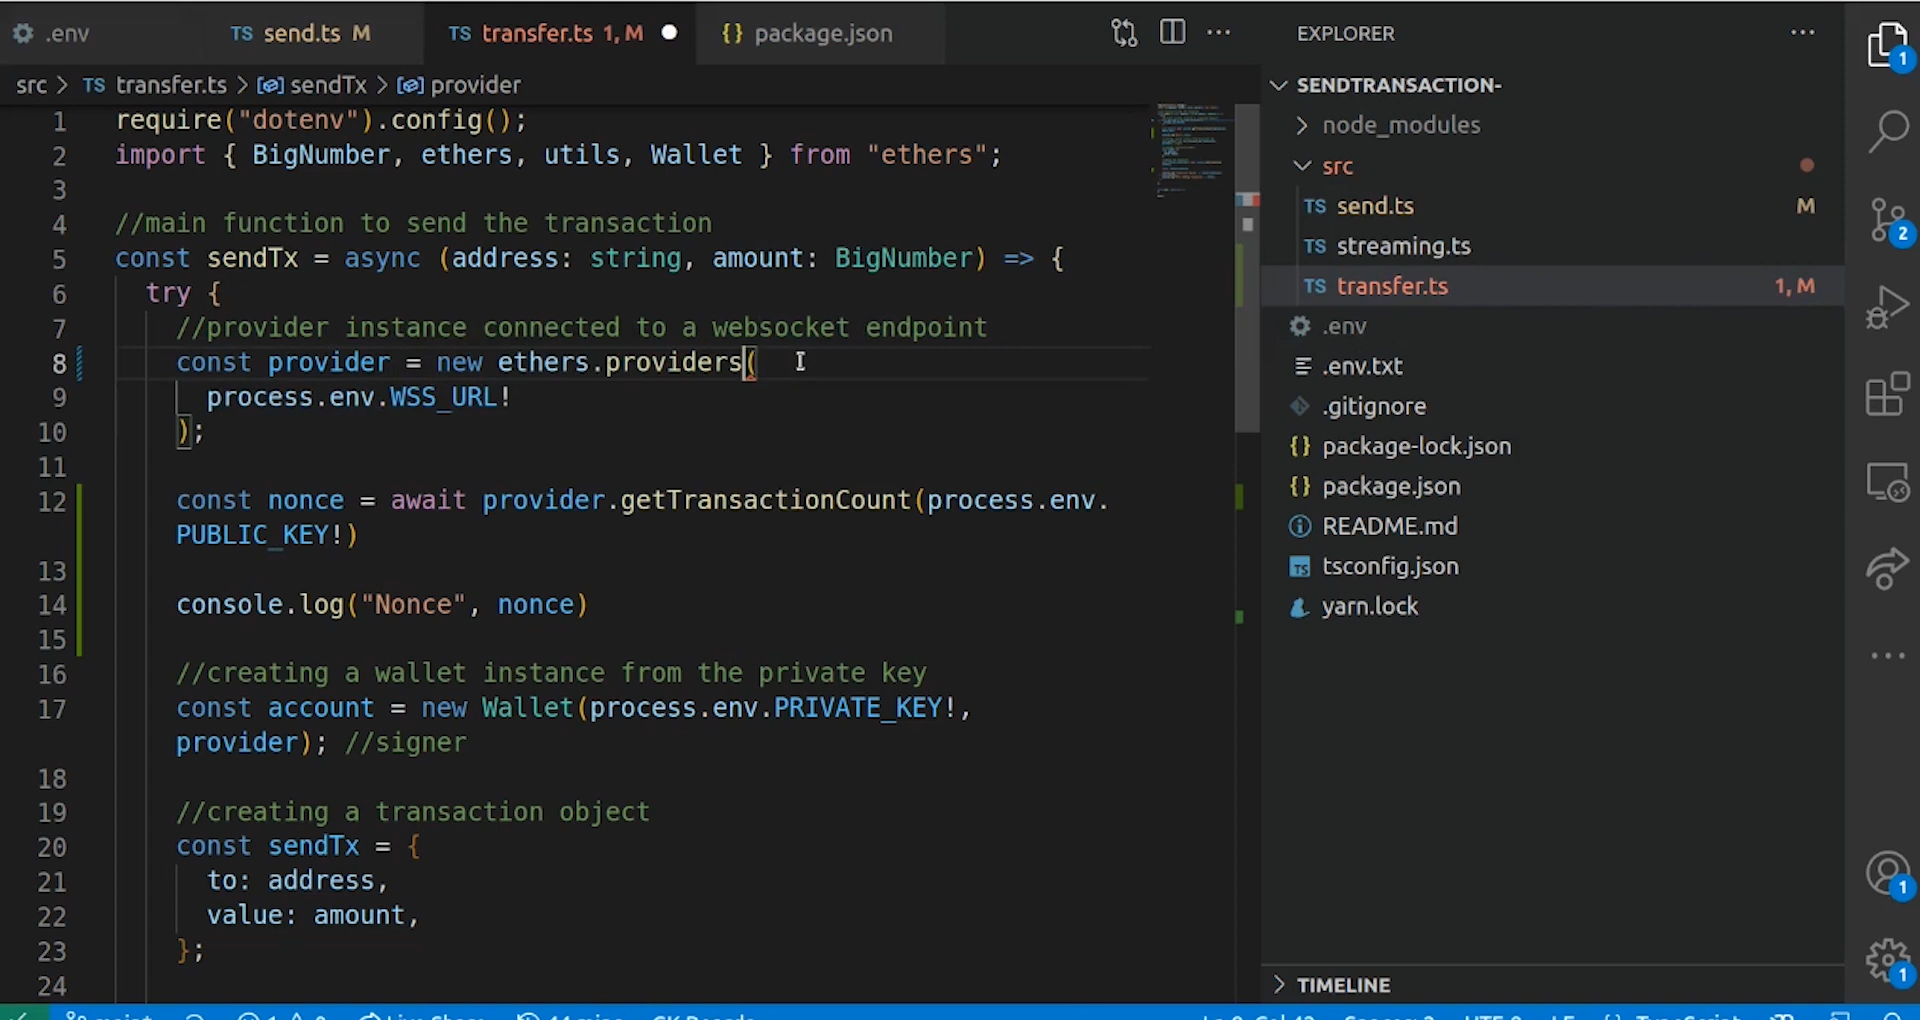 .env
TS send.ts M
TS transfer.ts 1, M
{} package.json
src > TS transfer.ts > sendTx > provider
1 require("dotenv").config();
2 import { BigNumber, ethers, utils, Wallet } from "ethers";
3
4 //main function to send the transaction
5 const sendTx = async (address: string, amount: BigNumber) => {
6 try {
7 //provider instance connected to a websocket endpoint
8 const provider = new ethers.providers(
9 process.env.WSS_URL!
10 );
11
12 const nonce = await provider.getTransactionCount(process.env.
PUBLIC_KEY!)
13
14 console.log("Nonce", nonce)
15
16 //creating a wallet instance from the private key
17 const account = new Wallet(process.env.PRIVATE_KEY!,
provider); //signer
18
19 //creating a transaction object
20 const sendTx = {
21 to: address,
22 value: amount,
23 };
24
EXPLORER
SENDTRANSACTION-
node_modules
src
TS send.ts M
TS streaming.ts
TS transfer.ts 1, M
.env
.env.txt
.gitignore
{} package-lock.json
{} package.json
README.md
TS tsconfig.json
yarn.lock
TIMELINE
1
2
1
1